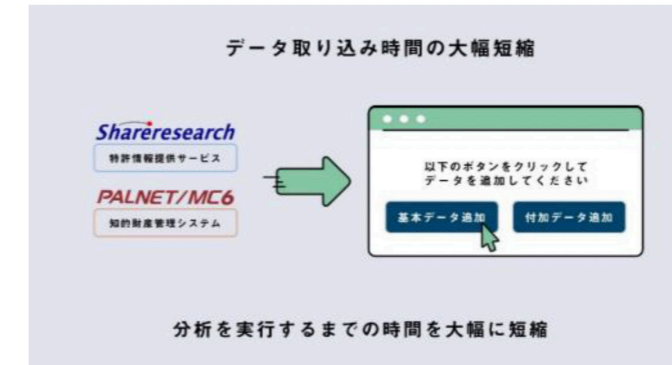 データ取り込み時間の大幅短縮
Shareresearch
特許情報提供サービス
PALNET/MC6
知的財産管理システム
以下のボタンをクリックして
データを追加してください
基本データ追加
付加データ追加
分析を実行するまでの時間を大幅に短縮